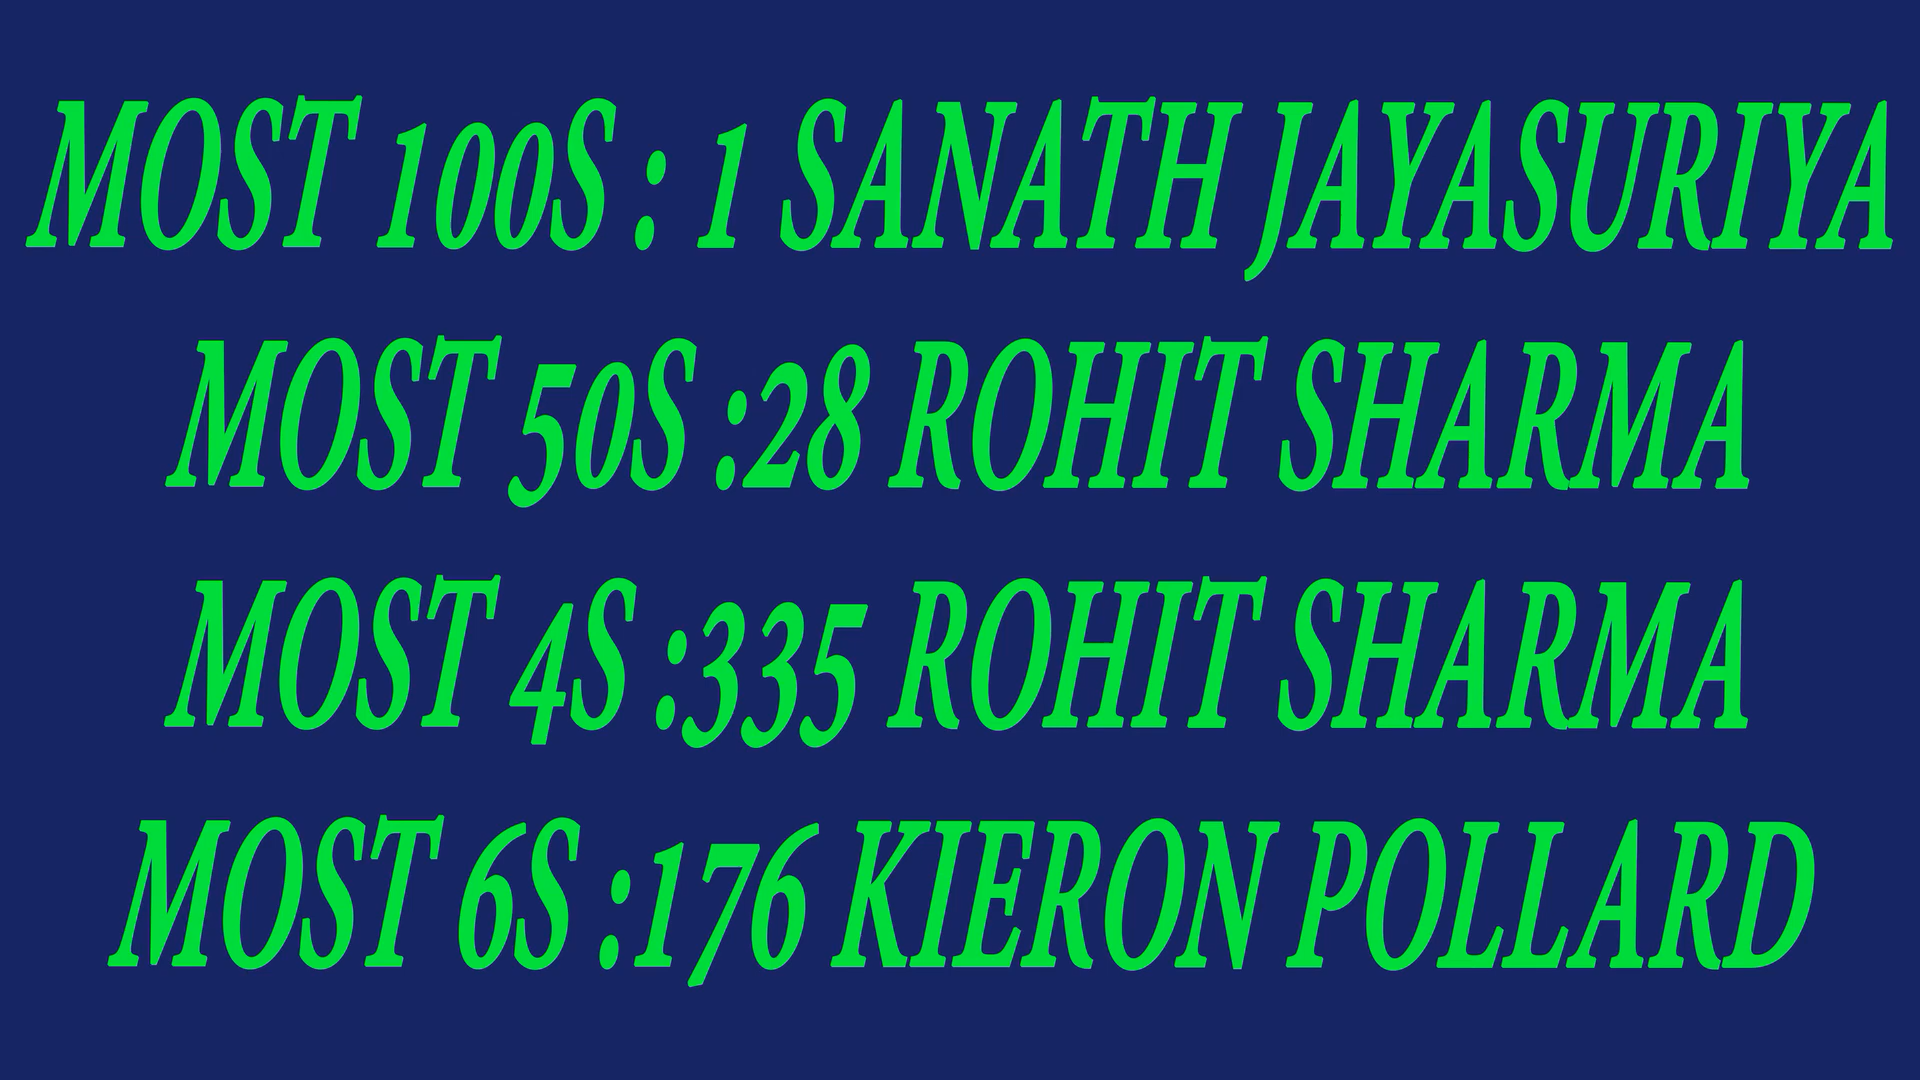 MOST 100S : 1 SANATH JAYASURIYA
MOST 50S :28 ROHIT SHARMA
MOST 4S :335 ROHIT SHARMA
MOST 6S :176 KIERON POLLARD